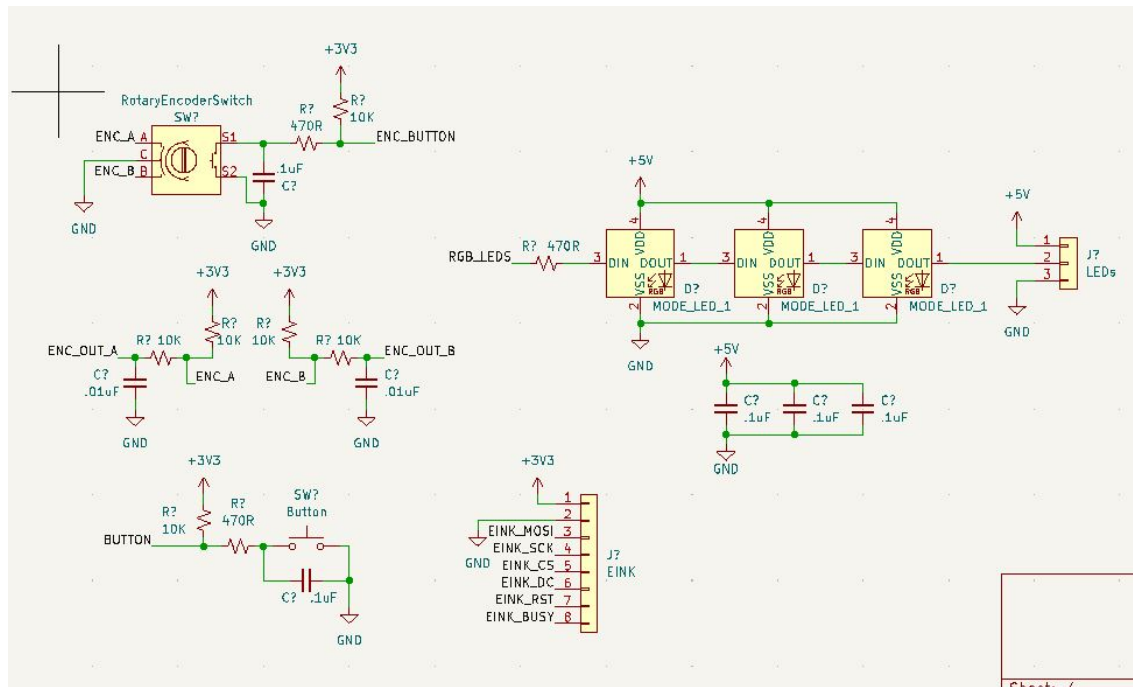 +3V3
RotaryEncoderSwitch
SW?
R?
470R
R?
10K
ENC_A A S1 ENC_BUTTON
C
ENC_B B S2
.1uF
C?
GND
GND
+3V3 +3V3
R?
10K
R?
10K
ENC_OUT_A R? 10K R? 10K ENC_OUT_B
C?
.01uF
ENC_A ENC_B
C?
.01uF
GND GND
+3V3
R?
10K
R?
470R
SW?
Button
BUTTON
C? .1uF
GND
+5V
+5V
RGB_LEDS R? 470R
4 4 4
VDD VDD VDD
3 DIN DOUT 1 3 DIN DOUT 1 3 DIN DOUT 1
VSS VSS VSS
RGB RGB RGB
2 2 2
D? D? D?
MODE_LED_1 MODE_LED_1 MODE_LED_1
1
2
3
J?
LEDs
GND
GND
+5V
C? C? C?
.1uF .1uF .1uF
GND
+3V3
1
2
EINK_MOSI 3
EINK_SCK 4
EINK_CS 5
EINK_DC 6
EINK_RST 7
EINK_BUSY 8
GND
J?
EINK